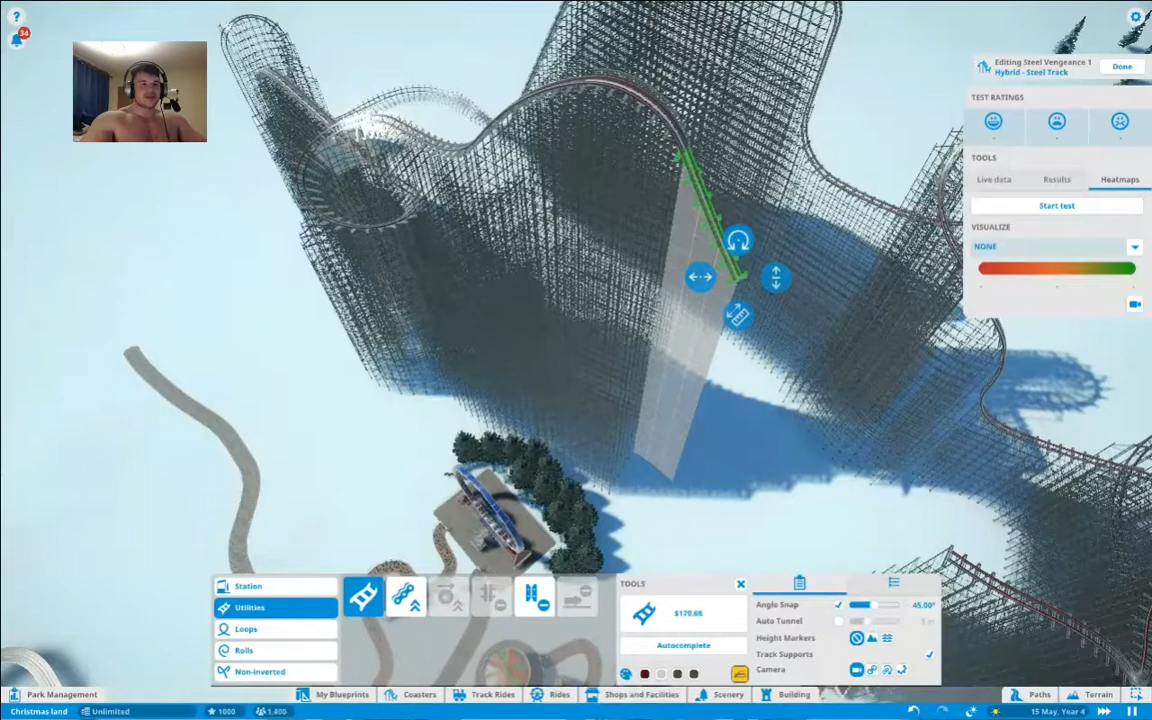 ?
34
Editing Steel Vengeance 1
Hybrid - Steel Track
Done
TEST RATINGS
- - -
TOOLS
Live data Results Heatmaps
Start test
VISUALIZE
NONE
- - -
Station
Utilities
Loops
Rolls
Non-inverted
TOOLS
Autocomplete
Angle Snap 45.00°
Auto Tunnel
Height Markers
Track Supports
Camera
Park Management
My Blueprints Coasters Track Rides Rides Shops and Facilities Scenery Building Paths Terrain
Christmas land Unlimited 1000 1,400 15 May, Year 4